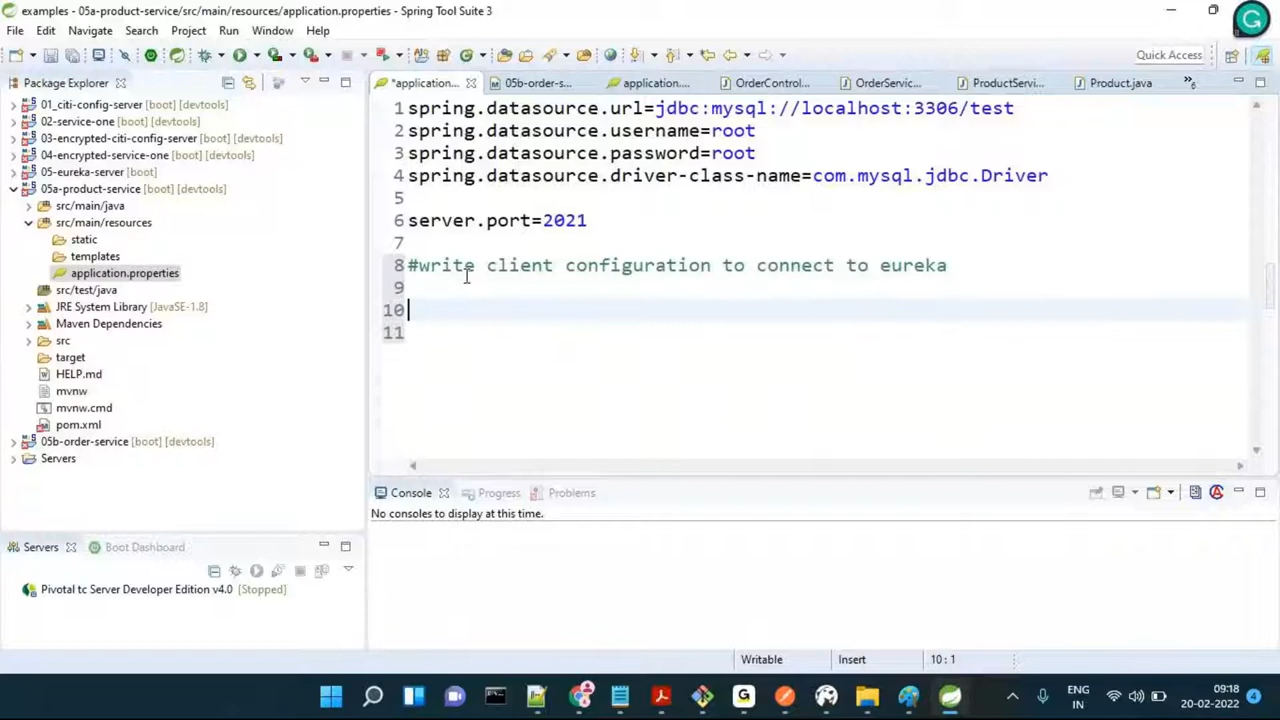 examples - 05a-product-service/src/main/resources/application.properties - Spring Tool Suite 3
File Edit Navigate Search Project Run Window Help
Quick Access
Package Explorer
*application...
05b-order-s...
application....
OrderControl...
OrderServic...
ProductServi...
Product.java
»6
01_citi-config-server [boot] [devtools]
02-service-one [boot] [devtools]
03-encrypted-citi-config-server [boot] [devtools]
04-encrypted-service-one [boot] [devtools]
05-eureka-server [boot]
05a-product-service [boot] [devtools]
src/main/java
src/main/resources
static
templates
application.properties
src/test/java
JRE System Library [JavaSE-1.8]
Maven Dependencies
src
target
HELP.md
mvnw
mvnw.cmd
pom.xml
05b-order-service [boot] [devtools]
Servers
1 spring.datasource.url=jdbc:mysql://localhost:3306/test
2 spring.datasource.username=root
3 spring.datasource.password=root
4 spring.datasource.driver-class-name=com.mysql.jdbc.Driver
5
6 server.port=2021
7
8 #write client configuration to connect to eureka
9
10
11
Console Progress Problems
No consoles to display at this time.
Servers Boot Dashboard
Pivotal tc Server Developer Edition v4.0 [Stopped]
Writable Insert 10 : 1
ENG
IN
09:18
20-02-2022
4